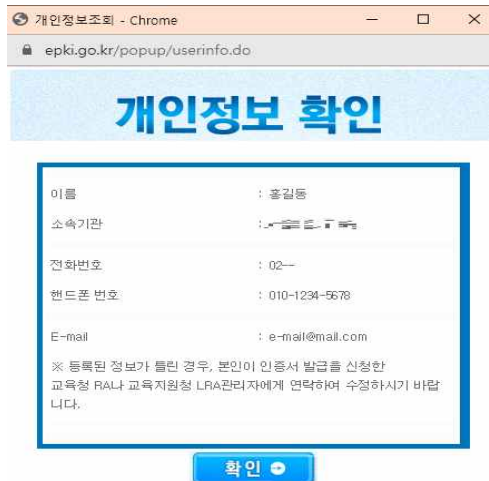 개인정보조회 - Chrome
epki.go.kr/popup/userinfo.do
개인정보 확인
이름 : 홍길동
소속기관 :
전화번호 : 02--
핸드폰 번호 : 010-1234-5678
E-mail : e-mail@mail.com
※ 등록된 정보가 틀린 경우, 본인이 인증서 발급을 신청한
교육청 RA나 교육지원청 LRA관리자에게 연락하여 수정하시기 바랍
니다.
확인